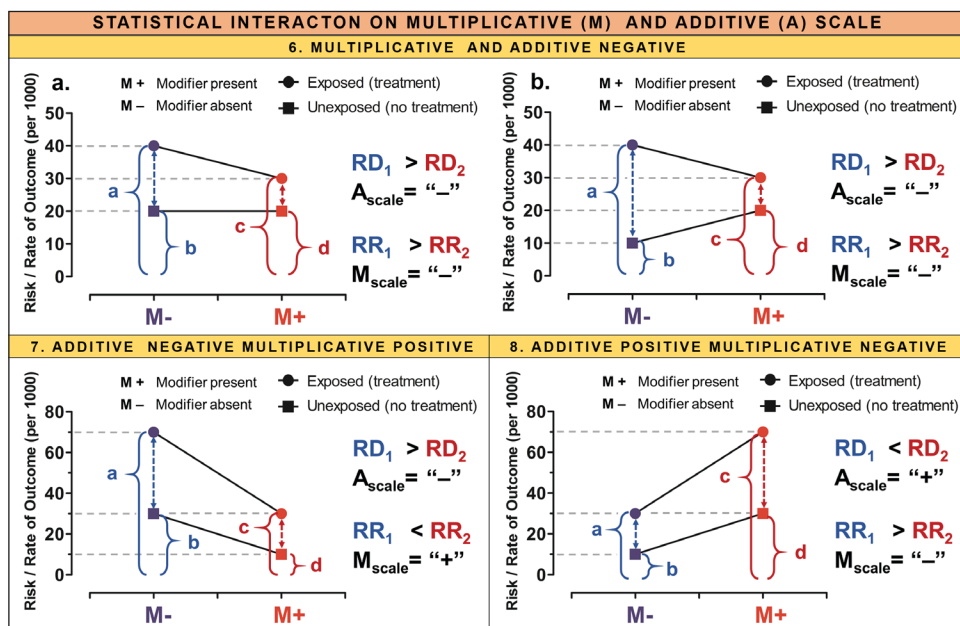 STATISTICAL INTERACTON ON MULTIPLICATIVE (M) AND ADDITIVE (A) SCALE
6. MULTIPLICATIVE AND ADDITIVE NEGATIVE
a.
M + Modifier present
M – Modifier absent
Exposed (treatment)
Unexposed (no treatment)
Risk / Rate of Outcome (per 1000)
50
40
30
20
10
0
a
b
c
d
RD1 > RD2
Ascale= “–”
RR1 > RR2
Mscale= “–”
M-
M+
b.
M + Modifier present
M – Modifier absent
Exposed (treatment)
Unexposed (no treatment)
Risk / Rate of Outcome (per 1000)
50
40
30
20
10
0
a
b
c
d
RD1 > RD2
Ascale= “–”
RR1 > RR2
Mscale= “–”
M-
M+
7. ADDITIVE NEGATIVE MULTIPLICATIVE POSITIVE
M + Modifier present
M – Modifier absent
Exposed (treatment)
Unexposed (no treatment)
Risk / Rate of Outcome (per 1000)
80
60
40
30
20
0
a
b
c
d
RD1 > RD2
Ascale= “–”
RR1 < RR2
Mscale= “+”
M-
M+
8. ADDITIVE POSITIVE MULTIPLICATIVE NEGATIVE
M + Modifier present
M – Modifier absent
Exposed (treatment)
Unexposed (no treatment)
Risk / Rate of Outcome (per 1000)
80
60
40
30
20
0
a
b
c
d
RD1 < RD2
Ascale= “+”
RR1 > RR2
Mscale= “–”
M-
M+